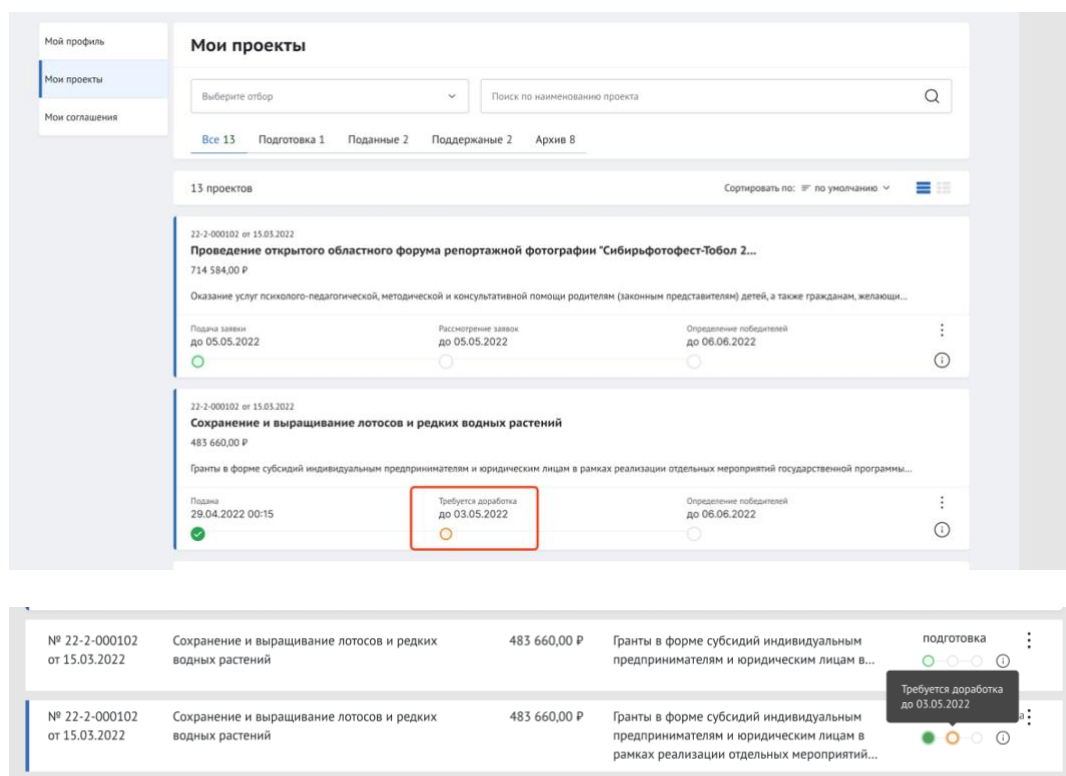 Мой профиль
Мои проекты
Мои соглашения
Мои проекты
Выберите отбор
Поиск по наименованию проекта
Все 13 Подготовка 1 Поданные 2 Поддержаные 2 Архив 8
13 проектов
Сортировать по: по умолчанию
22-2-000102 от 15.03.2022
Проведение открытого областного форума репортажной фотографии "Сибирьфотофест-Тобол 2...
714 584,00 ₽
Оказание услуг психолого-педагогической, методической и консультативной помощи родителям (законным представителям) детей, а также гражданам, желающи...
Подача заявки Рассмотрение заявок Определение победителей
до 05.05.2022 до 05.05.2022 до 06.06.2022
22-2-000102 от 15.03.2022
Сохранение и выращивание лотосов и редких водных растений
483 660,00 ₽
Гранты в форме субсидий индивидуальным предпринимателям и юридическим лицам в рамках реализации отдельных мероприятий государственной программы...
Подана Требуется доработка Определение победителей
29.04.2022 00:15 до 03.05.2022 до 06.06.2022
№ 22-2-000102 Сохранение и выращивание лотосов и редких 483 660,00 ₽ Гранты в форме субсидий индивидуальным подготовка
от 15.03.2022 водных растений предпринимателям и юридическим лицам в...
Требуется доработка
до 03.05.2022
№ 22-2-000102 Сохранение и выращивание лотосов и редких 483 660,00 ₽ Гранты в форме субсидий индивидуальным
от 15.03.2022 водных растений предпринимателям и юридическим лицам в
рамках реализации отдельных мероприятий...